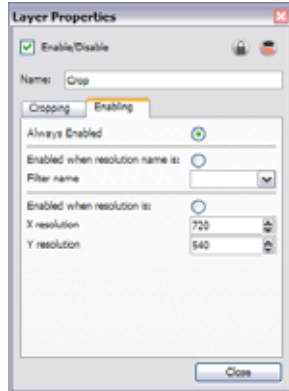 Layer Properties
Enable/Disable
Name: Crop
Cropping Enabling
Always Enabled
Enabled when resolution name is:
Filter name
Enabled when resolution is:
X resolution 720
Y resolution 540
Close